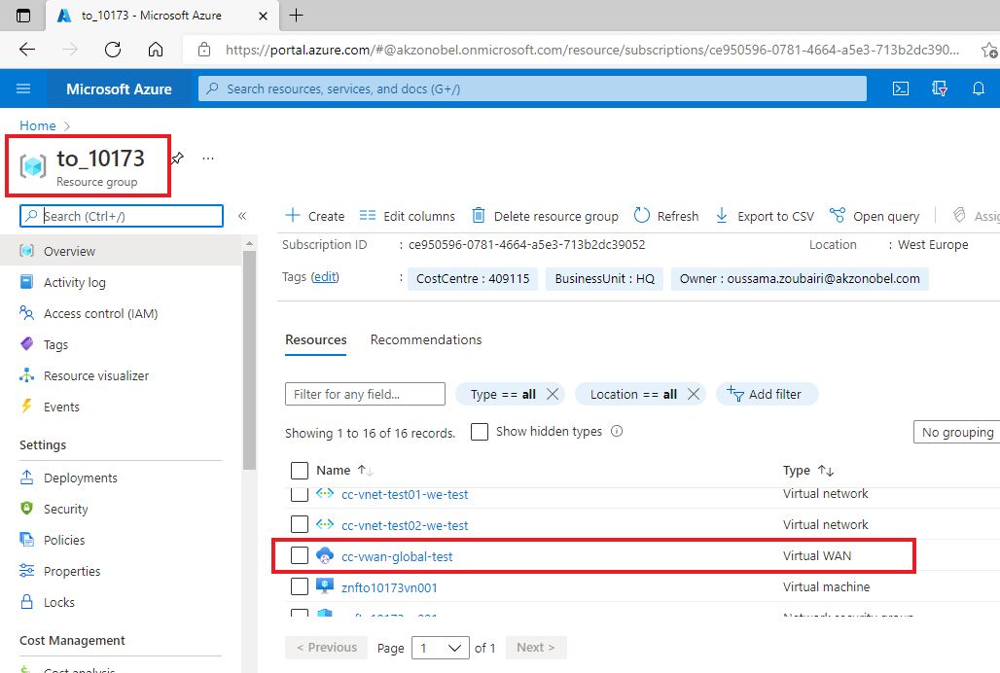 to_10173 - Microsoft Azure
https://portal.azure.com/#@akzonobel.onmicrosoft.com/resource/subscriptions/ce950596-0781-4664-a5e3-713b2dc390...
Microsoft Azure
Search resources, services, and docs (G+/)
Home
to_10173
Resource group
Search (Ctrl+/)
Overview
Activity log
Access control (IAM)
Tags
Resource visualizer
Events
Settings
Deployments
Security
Policies
Properties
Locks
Cost Management
Cost analysis
Create Edit columns Delete resource group Refresh Export to CSV Open query Assig
Subscription ID : ce950596-0781-4664-a5e3-713b2dc39052 Location : West Europe
Tags (edit) : CostCentre : 409115 BusinessUnit : HQ Owner : oussama.zoubairi@akzonobel.com
Resources Recommendations
Filter for any field... Type == all Location == all Add filter
Showing 1 to 16 of 16 records. Show hidden types No grouping
Name Type
cc-vnet-test01-we-test Virtual network
cc-vnet-test02-we-test Virtual network
cc-vwan-global-test Virtual WAN
znfto10173vn001 Virtual machine
Network security group
< Previous Page 1 of 1 Next >